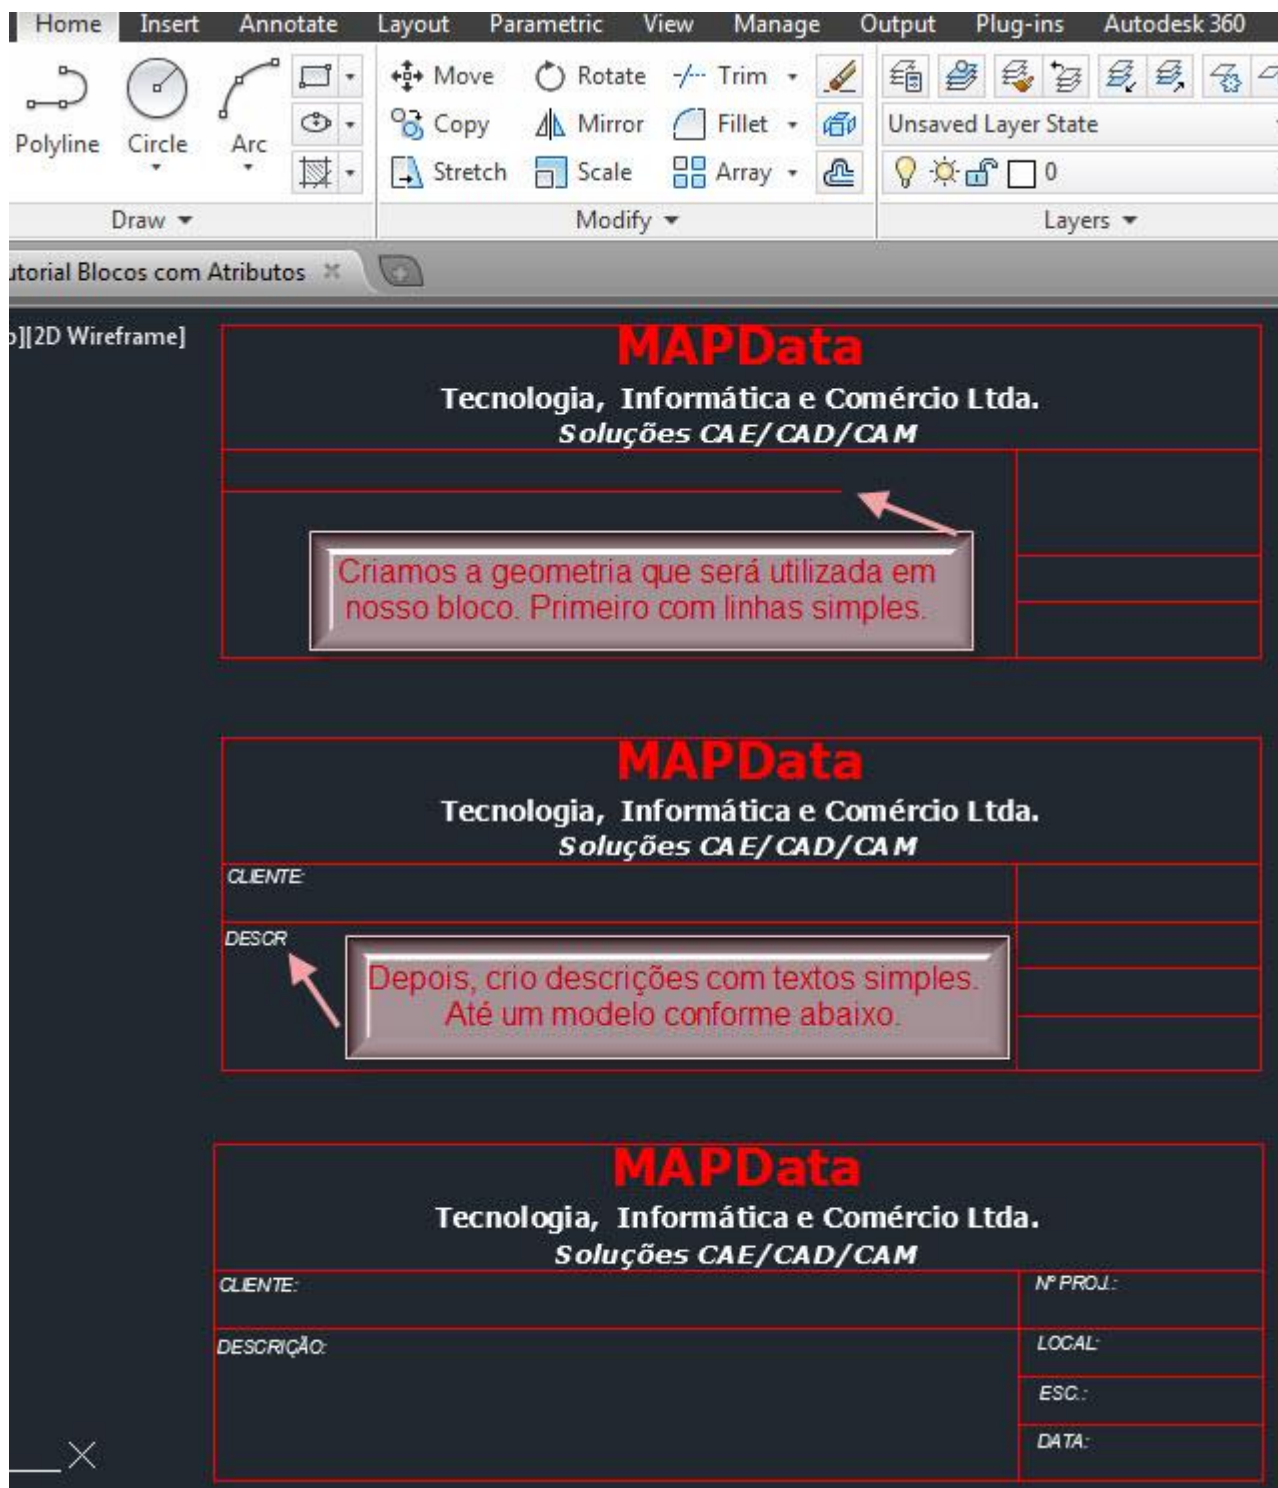 Home Insert Annotate Layout Parametric View Manage Output Plug-ins Autodesk 360
Move Rotate Trim
Copy Mirror Fillet Unsaved Layer State
Polyline Circle Arc
Stretch Scale Array 0
Draw Modify Layers
utorial Blocos com Atributos
][2D Wireframe]
MAPData
Tecnologia, Informática e Comércio Ltda.
Soluções CAE/CAD/CAM
Criamos a geometria que será utilizada em
nosso bloco. Primeiro com linhas simples.
MAPData
Tecnologia, Informática e Comércio Ltda.
Soluções CAE/CAD/CAM
CLIENTE:
DESCR
Depois, crio descrições com textos simples.
Até um modelo conforme abaixo.
MAPData
Tecnologia, Informática e Comércio Ltda.
Soluções CAE/CAD/CAM
CLIENTE: Nº PROJ.:
DESCRIÇÃO: LOCAL:
ESC.:
DATA:
X